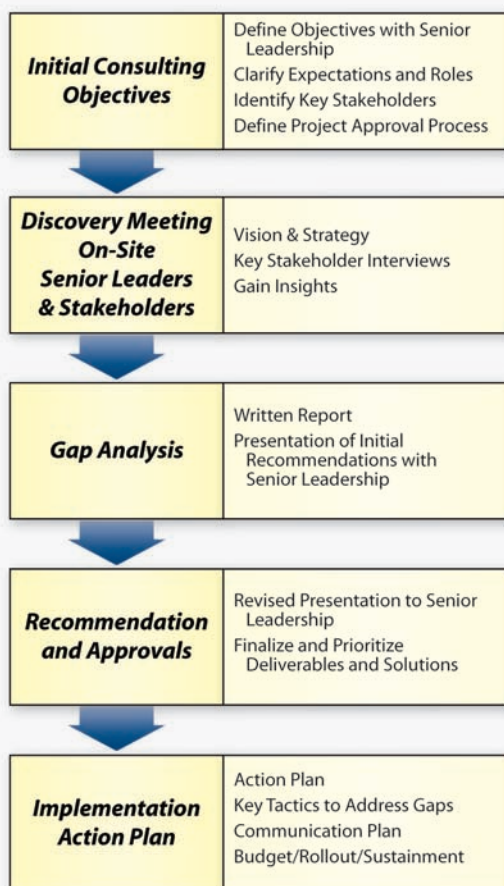 Initial Consulting
Objectives
Define Objectives with Senior
Leadership
Clarify Expectations and Roles
Identify Key Stakeholders
Define Project Approval Process
Discovery Meeting
On-Site
Senior Leaders
& Stakeholders
Vision & Strategy
Key Stakeholder Interviews
Gain Insights
Gap Analysis
Written Report
Presentation of Initial
Recommendations with
Senior Leadership
Recommendation
and Approvals
Revised Presentation to Senior
Leadership
Finalize and Prioritize
Deliverables and Solutions
Implementation
Action Plan
Action Plan
Key Tactics to Address Gaps
Communication Plan
Budget/Rollout/Sustainment